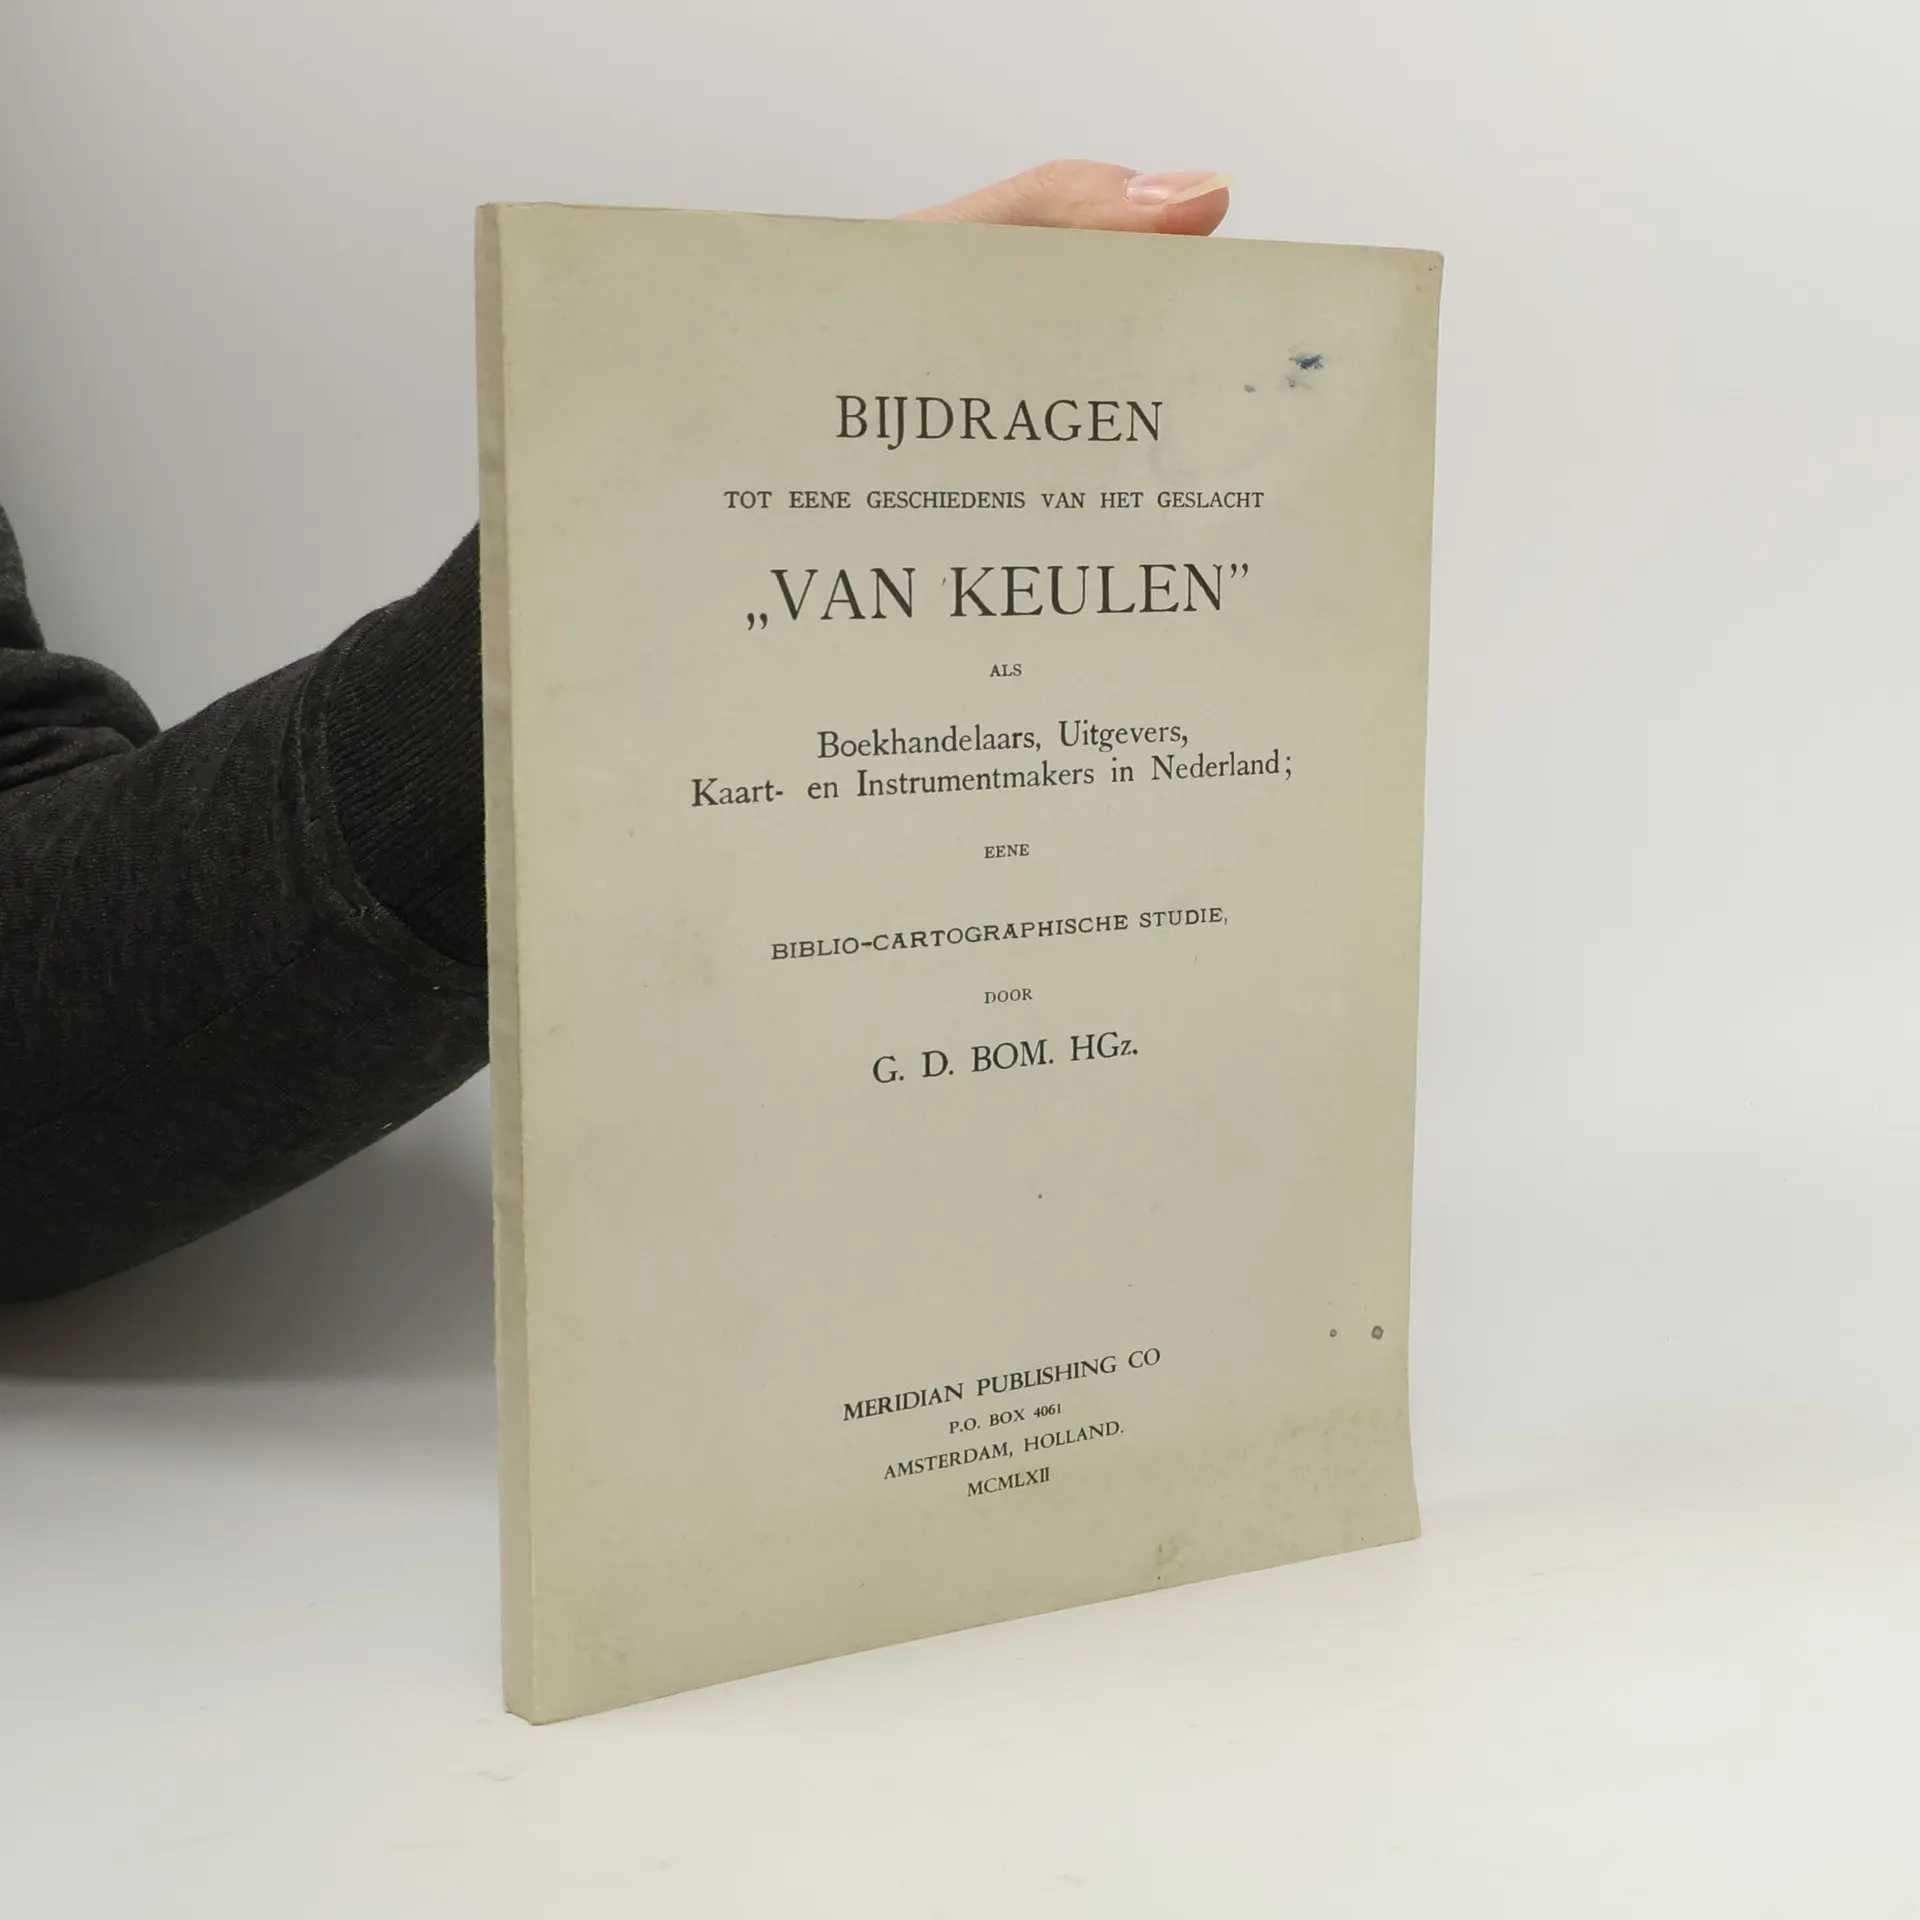 BIJDRAGEN
TOT EENE GESCHIEDENIS VAN HET GESLACHT
„VAN KEULEN”
ALS
Boekhandelaars, Uitgevers,
Kaart- en Instrumentmakers in Nederland;
EENE
BIBLIO-CARTOGRAPHISCHE STUDIE,
DOOR
G. D. BOM. HGz.
MERIDIAN PUBLISHING CO
P.O. BOX 4061
AMSTERDAM, HOLLAND.
MCMLXII